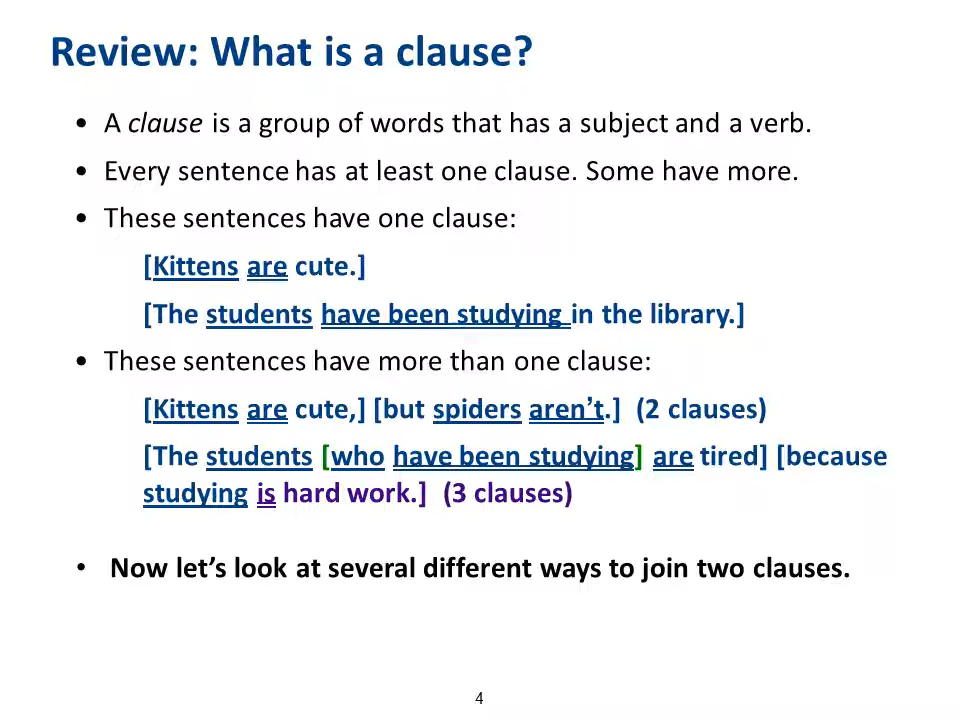 Review: What is a clause?
• A clause is a group of words that has a subject and a verb.
• Every sentence has at least one clause. Some have more.
• These sentences have one clause:
[Kittens are cute.]
[The students have been studying in the library.]
• These sentences have more than one clause:
[Kittens are cute,] [but spiders aren’t.] (2 clauses)
[The students [who have been studying] are tired] [because
studying is hard work.] (3 clauses)
• Now let’s look at several different ways to join two clauses.
4